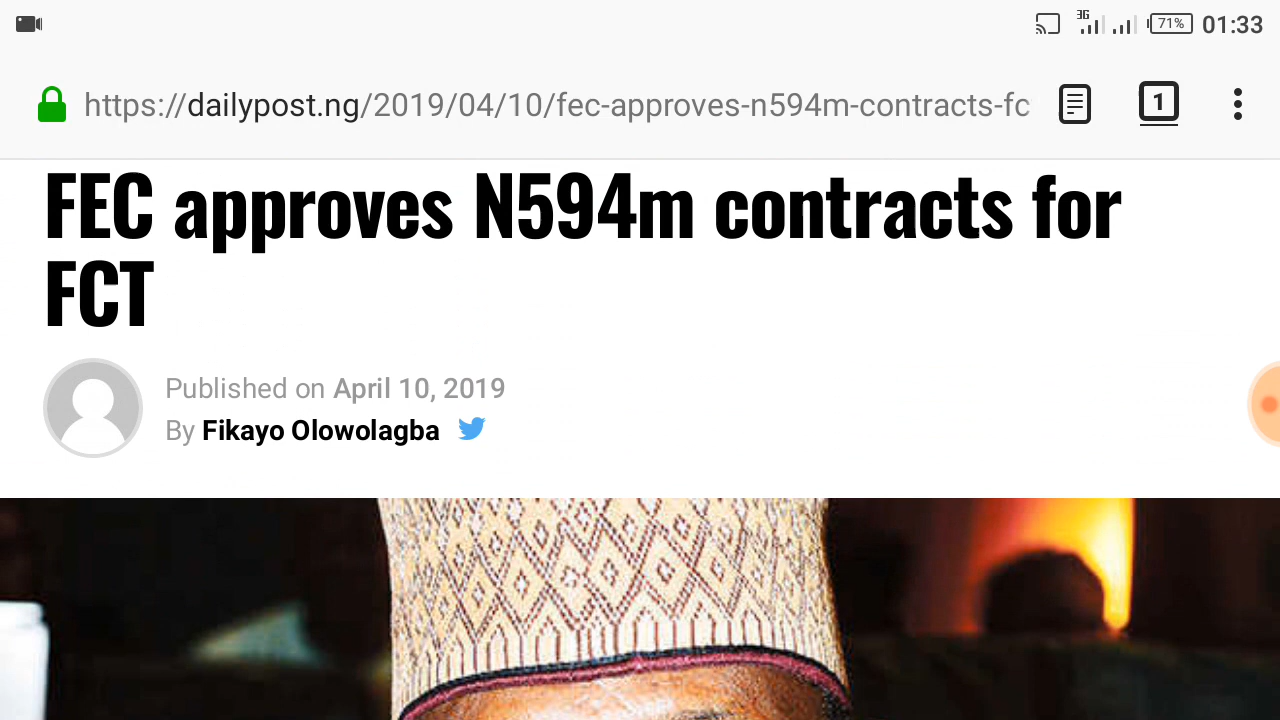 3G 71% 01:33
https://dailypost.ng/2019/04/10/fec-approves-n594m-contracts-fc
1
FEC approves N594m contracts for
FCT
Published on April 10, 2019
By Fikayo Olowolagba